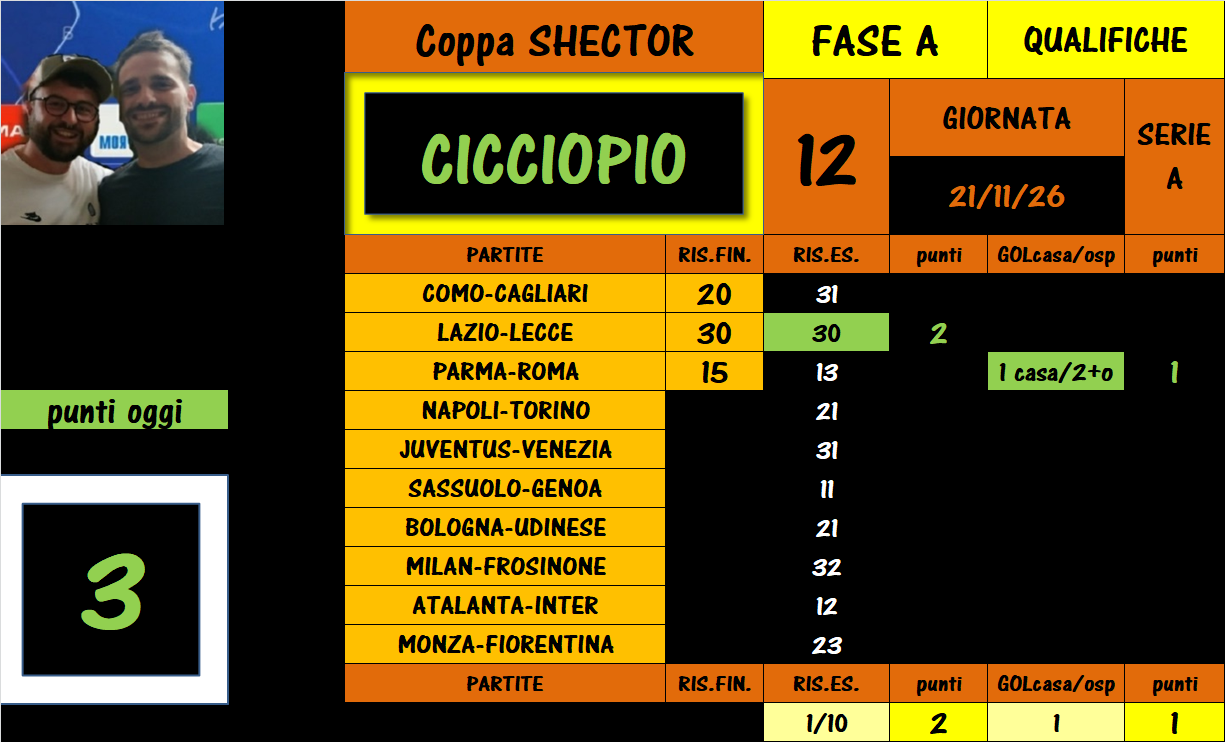 Coppa SHECTOR FASE A QUALIFICHE
CICCIOPIO 12 GIORNATA SERIE A
21/11/26
PARTITE RIS.FIN. RIS.ES. punti GOLcasa/osp punti
COMO-CAGLIARI 20 31
LAZIO-LECCE 30 30 2
PARMA-ROMA 15 13 1 casa/2+o 1
NAPOLI-TORINO 21
JUVENTUS-VENEZIA 31
SASSUOLO-GENOA 11
BOLOGNA-UDINESE 21
MILAN-FROSINONE 32
ATALANTA-INTER 12
MONZA-FIORENTINA 23
PARTITE RIS.FIN. RIS.ES. punti GOLcasa/osp punti
1/10 2 1 1
punti oggi
3